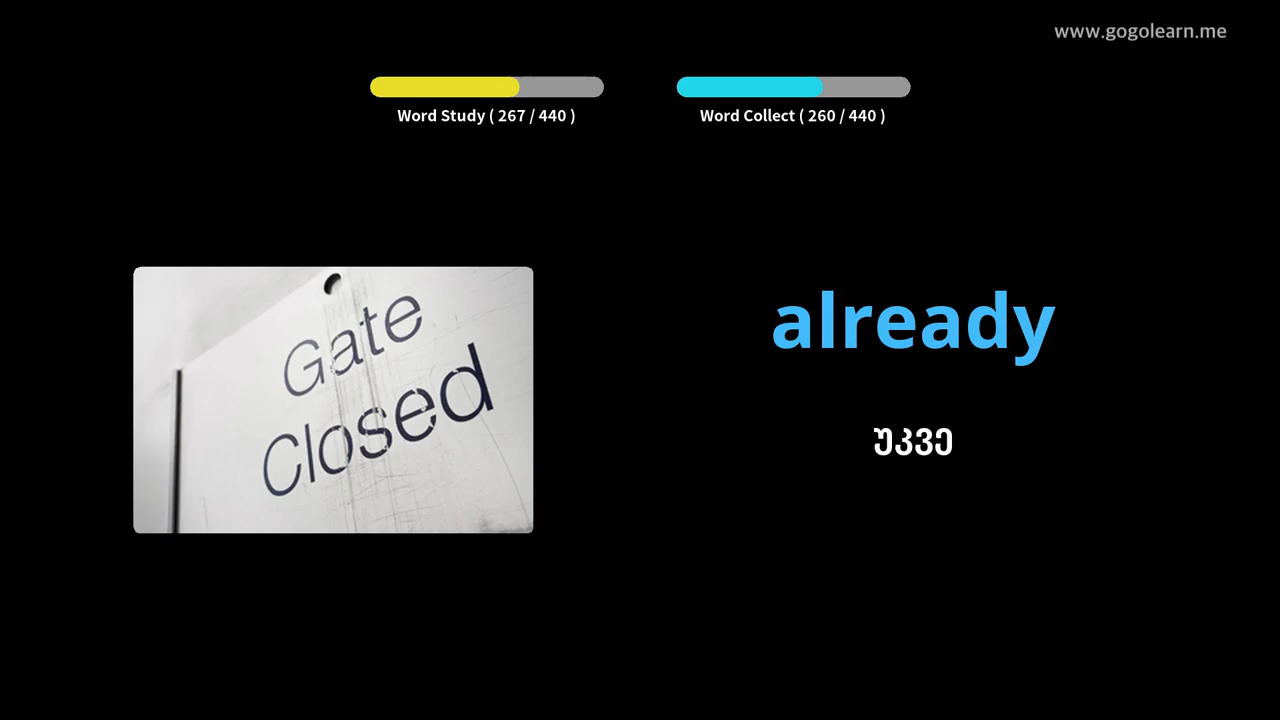 www.gogolearn.me
Word Study ( 267 / 440 )
Word Collect ( 260 / 440 )
Gate
Closed
already
უკვე